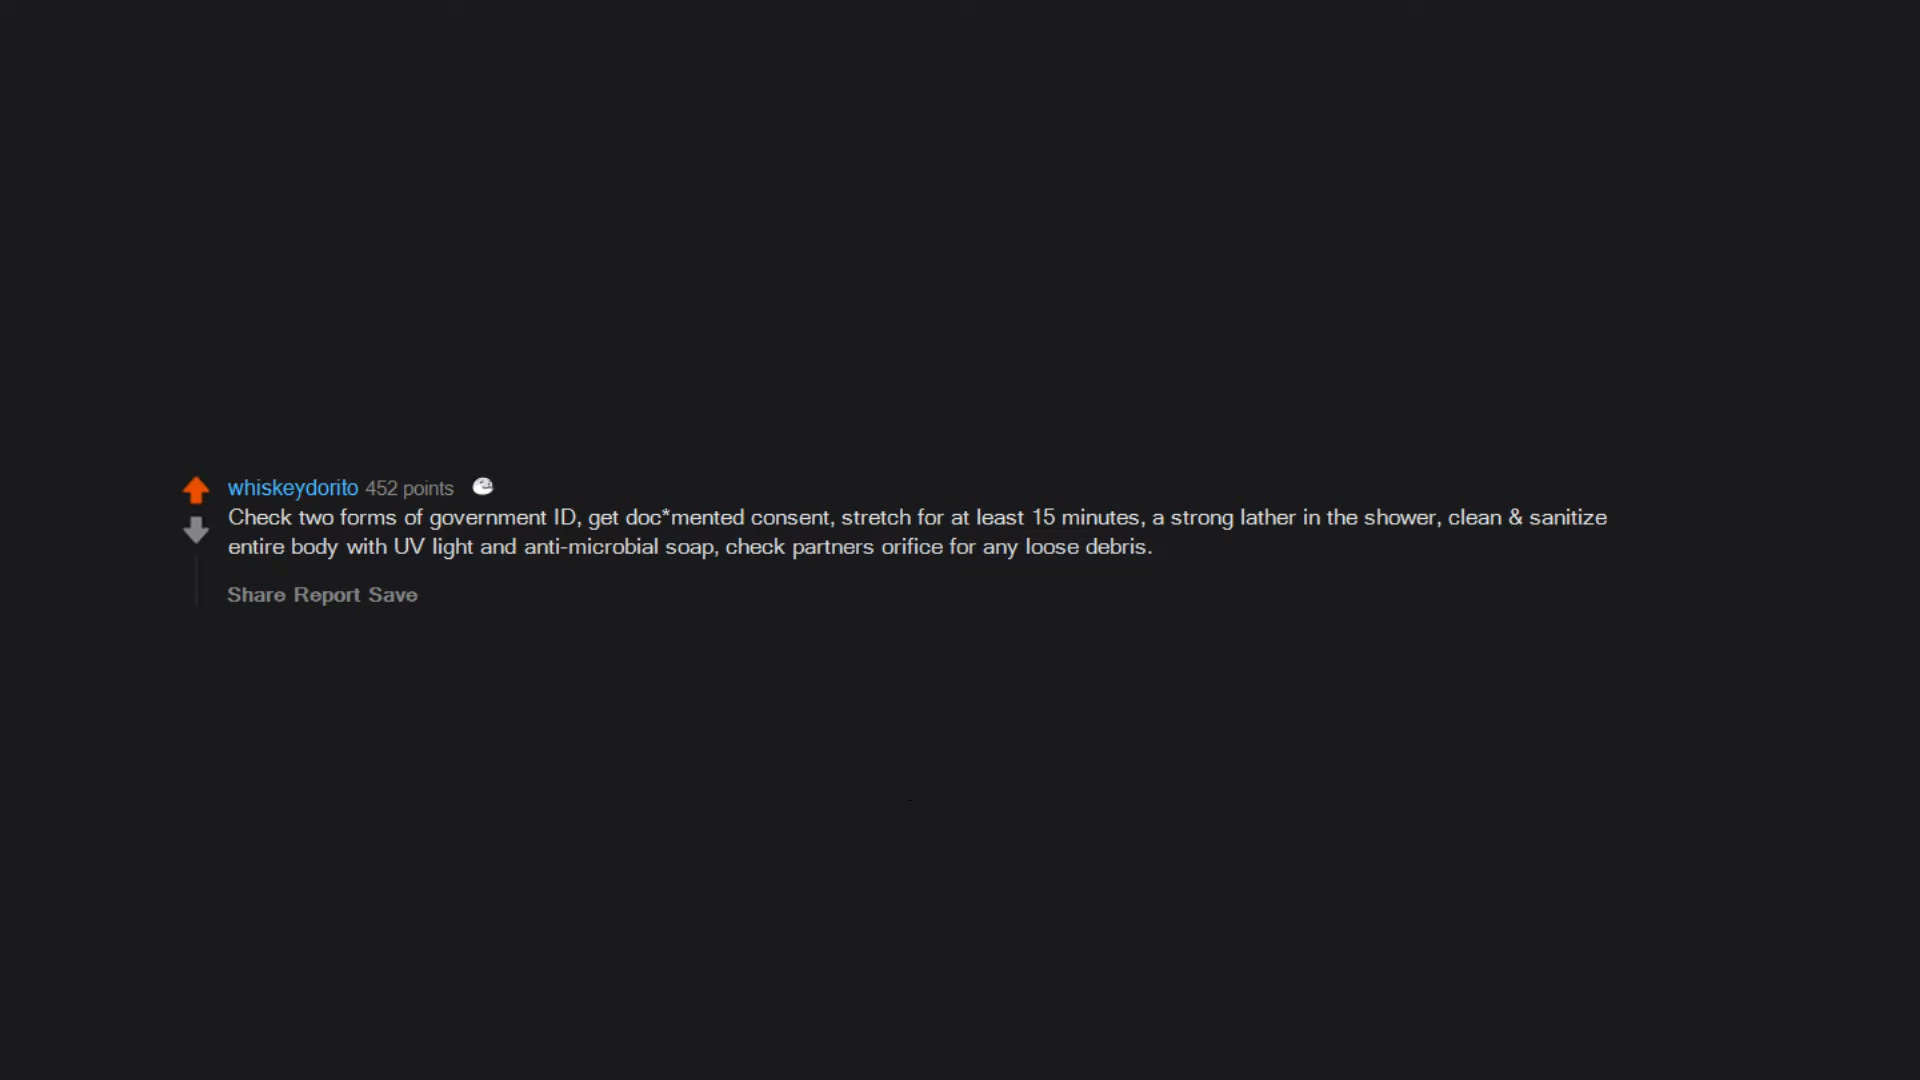 whiskeydorito 452 points
Check two forms of government ID, get doc*mented consent, stretch for at least 15 minutes, a strong lather in the shower, clean & sanitize
entire body with UV light and anti-microbial soap, check partners orifice for any loose debris.
Share Report Save